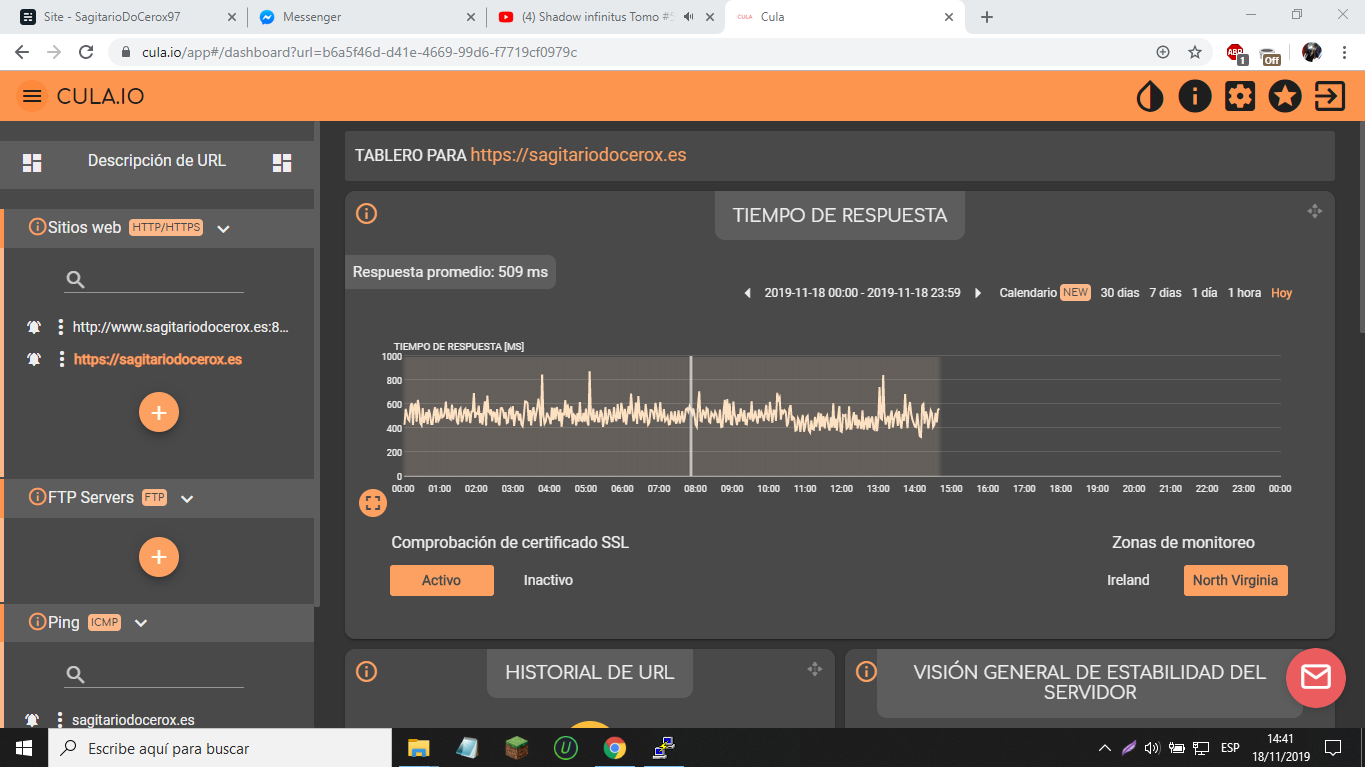 Site - SagitarioDoCerox97
Messenger
(4) Shadow infinitus Tomo #5
CULA Cula
cula.io/app#/dashboard?url=b6a5f46d-d41e-4669-99d6-f7719cf0979c
ABP 1
Off
CULA.IO
Descripción de URL
Sitios web HTTP/HTTPS
http://www.sagitariodocerox.es:8...
https://sagitariodocerox.es
FTP Servers FTP
Ping ICMP
sagitariodocerox.es
TABLERO PARA https://sagitariodocerox.es
TIEMPO DE RESPUESTA
Respuesta promedio: 509 ms
2019-11-18 00:00 - 2019-11-18 23:59 Calendario NEW 30 dias 7 dias 1 día 1 hora Hoy
TIEMPO DE RESPUESTA [MS]
1000
800
600
400
200
0
00:00 01:00 02:00 03:00 04:00 05:00 06:00 07:00 08:00 09:00 10:00 11:00 12:00 13:00 14:00 15:00 16:00 17:00 18:00 19:00 20:00 21:00 22:00 23:00 00:00
Comprobación de certificado SSL
Activo Inactivo
Zonas de monitoreo
Ireland North Virginia
HISTORIAL DE URL
VISIÓN GENERAL DE ESTABILIDAD DEL
SERVIDOR
Escribe aquí para buscar
ESP
14:41
18/11/2019